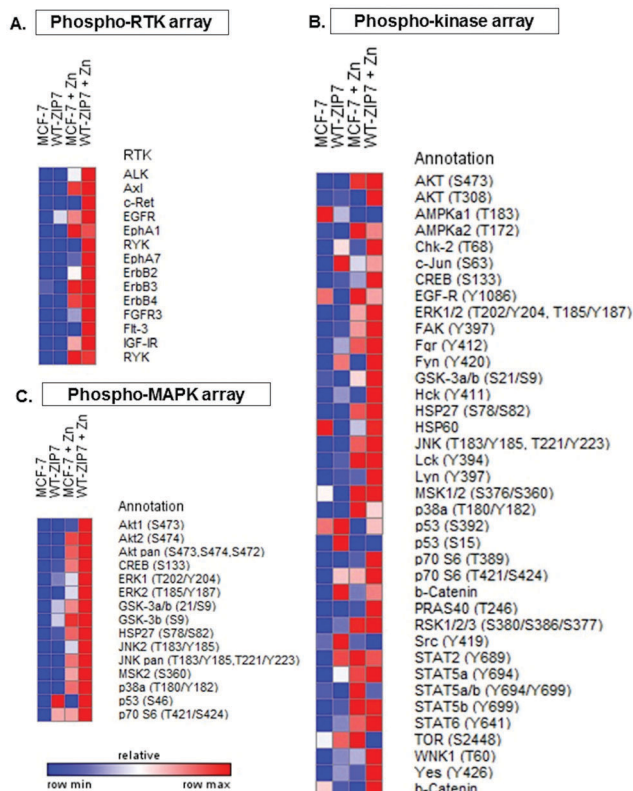 A. Phospho-RTK array
MCF-7
WT-ZIP7
MCF-7 + Zn
WT-ZIP7 + Zn
RTK
ALK
Axl
c-Ret
EGFR
EphA1
RYK
EphA7
ErbB2
ErbB3
ErbB4
FGFR3
Flt-3
IGF-IR
RYK
C. Phospho-MAPK array
MCF-7
WT-ZIP7
MCF-7 + Zn
WT-ZIP7 + Zn
Annotation
Akt1 (S473)
Akt2 (S474)
Akt pan (S473,S474,S472)
CREB (S133)
ERK1 (T202/Y204)
ERK2 (T185/Y187)
GSK-3a/b (21/S9)
GSK-3b (S9)
HSP27 (S78/S82)
JNK2 (T183/Y185)
JNK pan (T183/Y185,T221/Y223)
MSK2 (S360)
p38a (T180/Y182)
p53 (S46)
p70 S6 (T421/S424)
relative
row min row max
B. Phospho-kinase array
MCF-7
WT-ZIP7
MCF-7 + Zn
WT-ZIP7 + Zn
Annotation
AKT (S473)
AKT (T308)
AMPKa1 (T183)
AMPKa2 (T172)
Chk-2 (T68)
c-Jun (S63)
CREB (S133)
EGF-R (Y1086)
ERK1/2 (T202/Y204, T185/Y187)
FAK (Y397)
Fgr (Y412)
Fyn (Y420)
GSK-3a/b (S21/S9)
Hck (Y411)
HSP27 (S78/S82)
HSP60
JNK (T183/Y185, T221/Y223)
Lck (Y394)
Lyn (Y397)
MSK1/2 (S376/S360)
p38a (T180/Y182)
p53 (S392)
p53 (S15)
p70 S6 (T389)
p70 S6 (T421/S424)
b-Catenin
PRAS40 (T246)
RSK1/2/3 (S380/S386/S377)
Src (Y419)
STAT2 (Y689)
STAT5a (Y694)
STAT5a/b (Y694/Y699)
STAT5b (Y699)
STAT6 (Y641)
TOR (S2448)
WNK1 (T60)
Yes (Y426)
b-Catenin